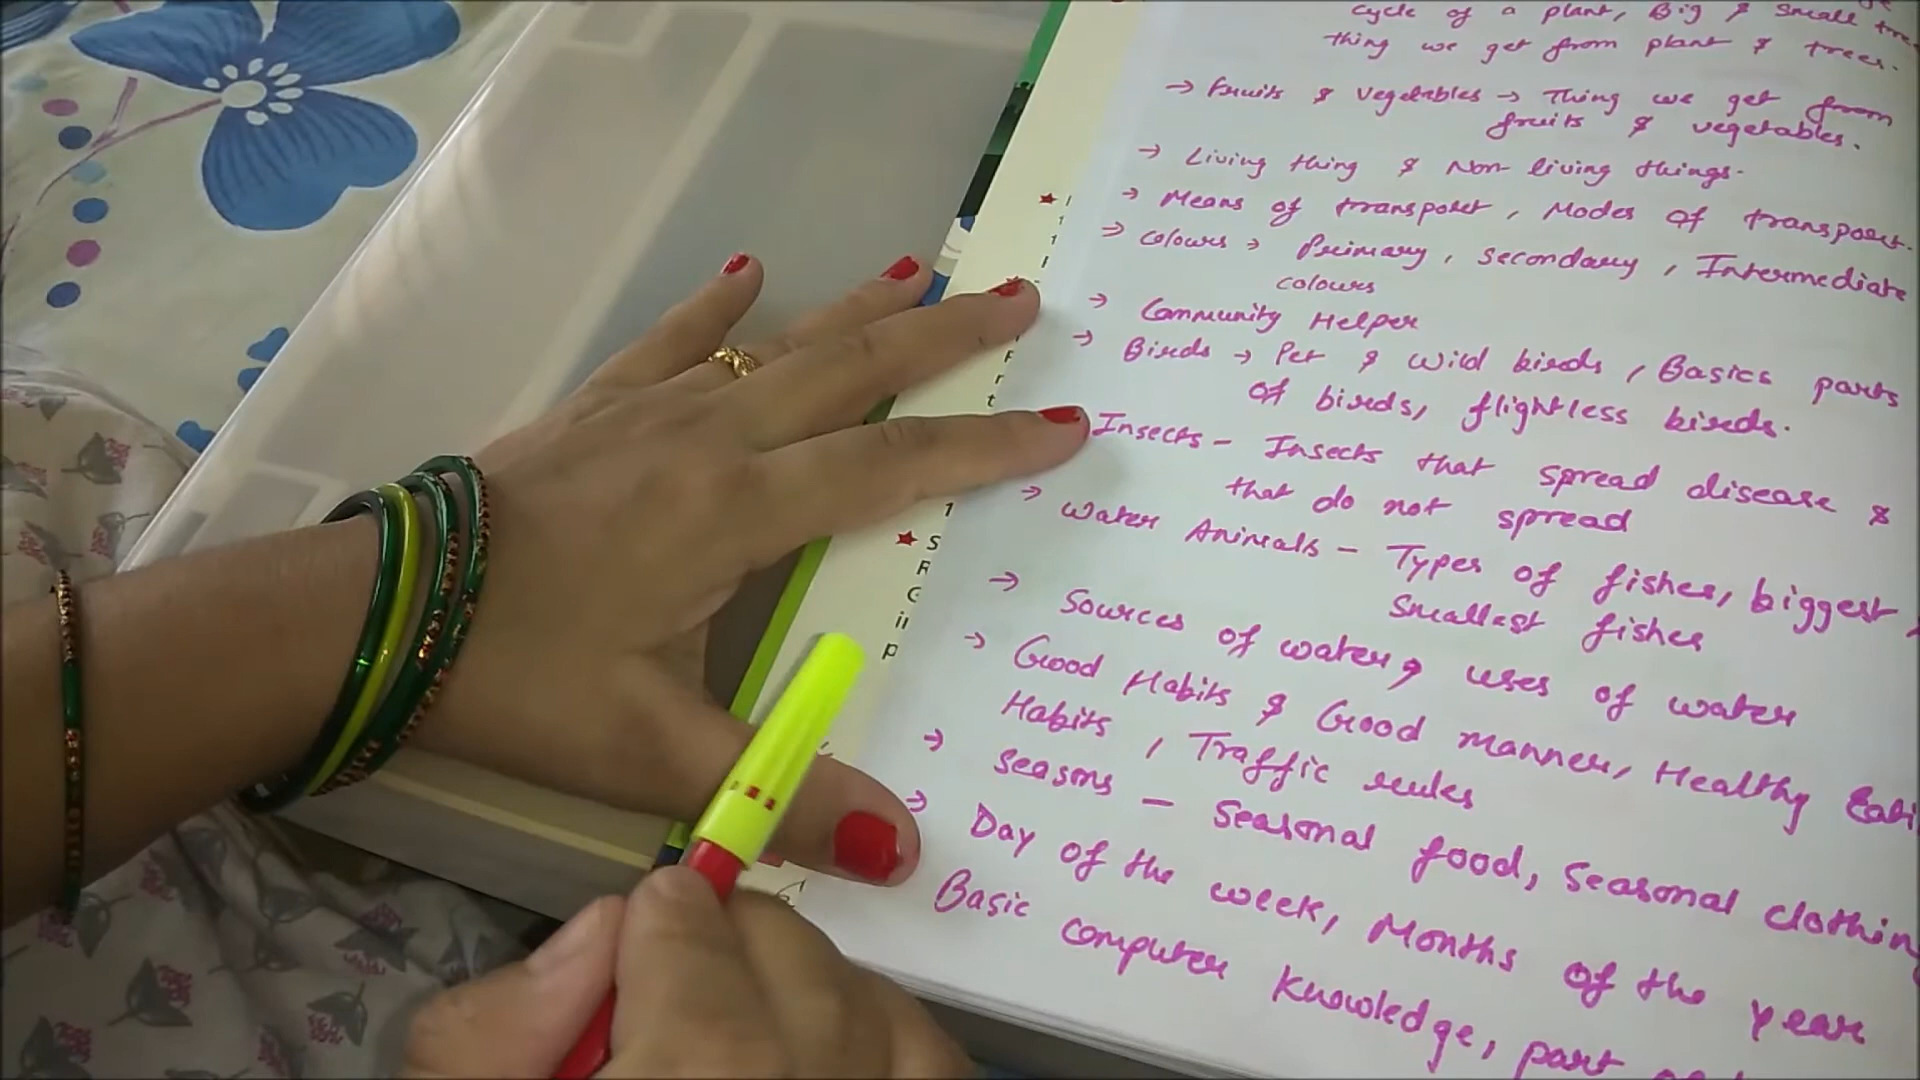 cycle of a plant, Big & Small tre
thing we get from plant & trees.
→ Fruits & Vegetables → Thing we get from
fruits & vegetables.
→ Living thing & Non-living things.
→ Means of transport, Modes of transport.
→ Colours → Primary, Secondary, Intermediate
colours
→ Community Helper
→ Birds → Pet & Wild birds, Basics parts
of birds, flightless birds.
Insects - Insects that spread disease &
that do not spread
→ Water Animals - Types of fishes, biggest,
Smallest fishes
→ Sources of water, uses of water
→ Good Habits & Good manner, Healthy Eati
Habits, Traffic rules
→ Seasons - Seasonal food, Seasonal clothin
→ Day of the week, Months of the year
Basic computer knowledge, part